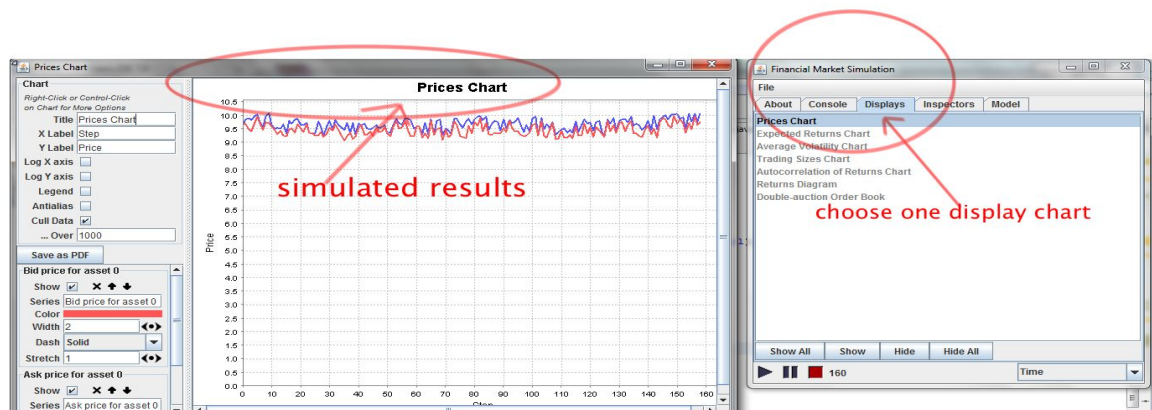 Prices Chart
Chart
Right-Click or Control-Click
on Chart for More Options
Title Prices Chart
X Label Step
Y Label Price
Log X axis
Log Y axis
Legend
Antialias
Cull Data
... Over 1000
Save as PDF
Bid price for asset 0
Show
Series Bid price for asset 0
Color
Width 2
Dash Solid
Stretch 1
Ask price for asset 0
Show
Series Ask price for asset 0
Prices Chart
10.5
10.0
9.5
9.0
8.5
8.0
7.5
7.0
6.5
6.0
5.5
5.0
4.5
4.0
3.5
3.0
2.5
2.0
1.5
1.0
0.5
0.0
Price
0 10 20 30 40 50 60 70 80 90 100 110 120 130 140 150 160
simulated results
Financial Market Simulation
File
About Console Displays Inspectors Model
Prices Chart
Expected Returns Chart
Average Volatility Chart
Trading Sizes Chart
Autocorrelation of Returns Chart
Returns Diagram
Double-auction Order Book
choose one display chart
Show All Show Hide Hide All
160 Time